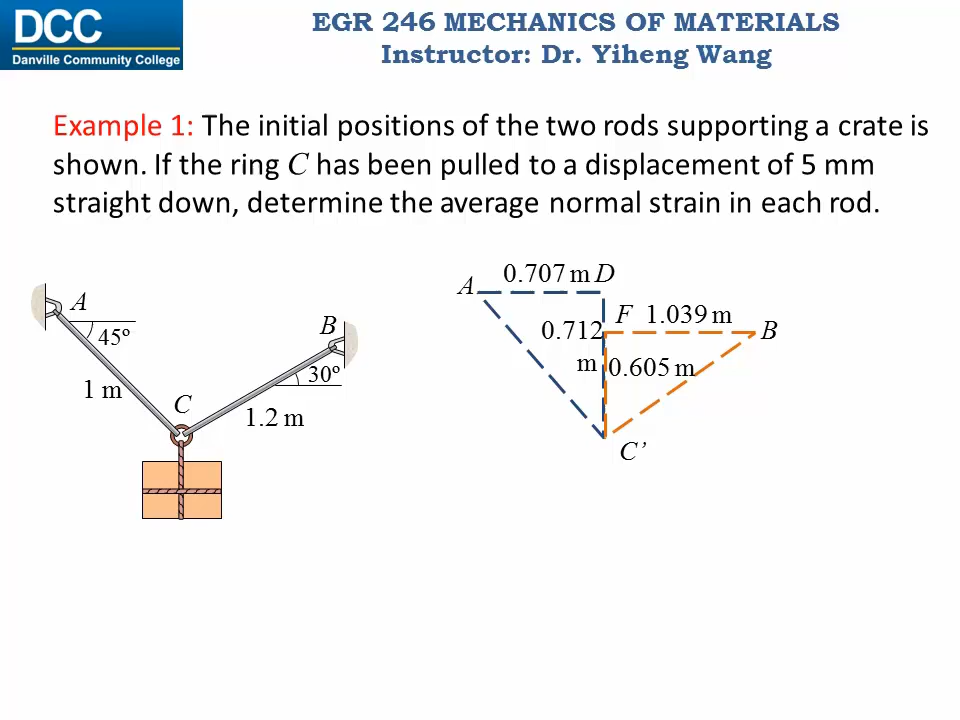 DCC
Danville Community College
EGR 246 MECHANICS OF MATERIALS
Instructor: Dr. Yiheng Wang
Example 1: The initial positions of the two rods supporting a crate is
shown. If the ring C has been pulled to a displacement of 5 mm
straight down, determine the average normal strain in each rod.
A
45º
1 m
C
B
30º
1.2 m
A
0.707 m D
0.712
m
F 1.039 m
B
0.605 m
C’